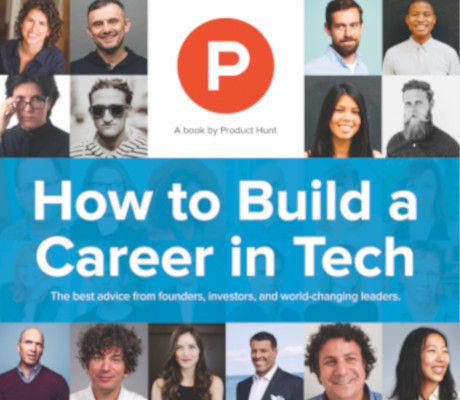 P
A book by Product Hunt
How to Build a
Career in Tech
The best advice from founders, investors, and world-changing leaders.